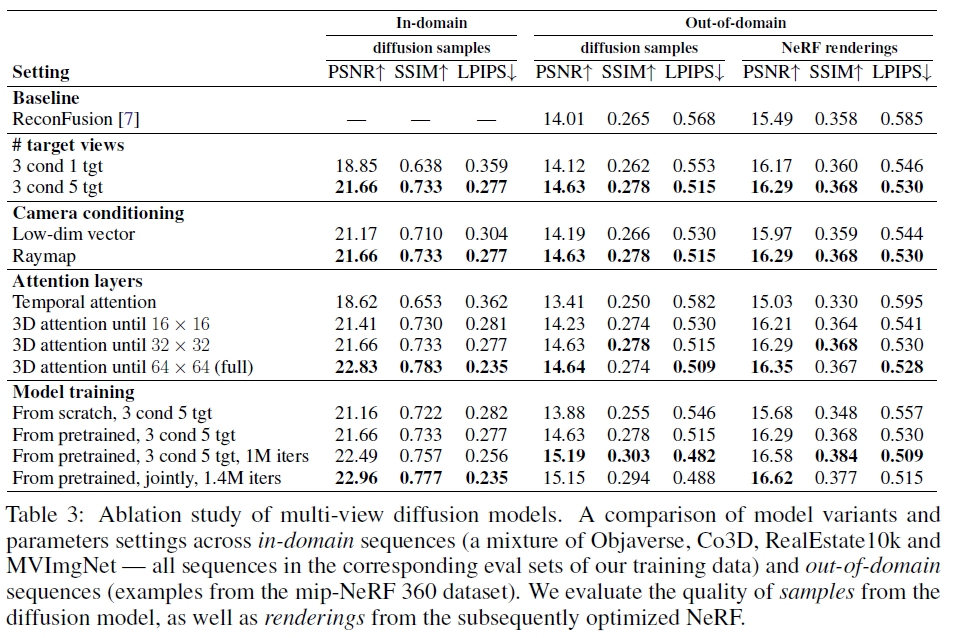 In-domain Out-of-domain
diffusion samples diffusion samples NeRF renderings
Setting PSNR↑ SSIM↑ LPIPS↓ PSNR↑ SSIM↑ LPIPS↓ PSNR↑ SSIM↑ LPIPS↓
Baseline
ReconFusion [7] — — — 14.01 0.265 0.568 15.49 0.358 0.585
# target views
3 cond 1 tgt 18.85 0.638 0.359 14.12 0.262 0.553 16.17 0.360 0.546
3 cond 5 tgt 21.66 0.733 0.277 14.63 0.278 0.515 16.29 0.368 0.530
Camera conditioning
Low-dim vector 21.17 0.710 0.304 14.19 0.266 0.530 15.97 0.359 0.544
Raymap 21.66 0.733 0.277 14.63 0.278 0.515 16.29 0.368 0.530
Attention layers
Temporal attention 18.62 0.653 0.362 13.41 0.250 0.582 15.03 0.330 0.595
3D attention until 16 × 16 21.41 0.730 0.281 14.23 0.274 0.530 16.21 0.364 0.541
3D attention until 32 × 32 21.66 0.733 0.277 14.63 0.278 0.515 16.29 0.368 0.530
3D attention until 64 × 64 (full) 22.83 0.783 0.235 14.64 0.274 0.509 16.35 0.367 0.528
Model training
From scratch, 3 cond 5 tgt 21.16 0.722 0.282 13.88 0.255 0.546 15.68 0.348 0.557
From pretrained, 3 cond 5 tgt 21.66 0.733 0.277 14.63 0.278 0.515 16.29 0.368 0.530
From pretrained, 3 cond 5 tgt, 1M iters 22.49 0.757 0.256 15.19 0.303 0.482 16.58 0.384 0.509
From pretrained, jointly, 1.4M iters 22.96 0.777 0.235 15.15 0.294 0.488 16.62 0.377 0.515
Table 3: Ablation study of multi-view diffusion models. A comparison of model variants and
parameters settings across in-domain sequences (a mixture of Objaverse, Co3D, RealEstate10k and
MVImgNet — all sequences in the corresponding eval sets of our training data) and out-of-domain
sequences (examples from the mip-NeRF 360 dataset). We evaluate the quality of samples from the
diffusion model, as well as renderings from the subsequently optimized NeRF.